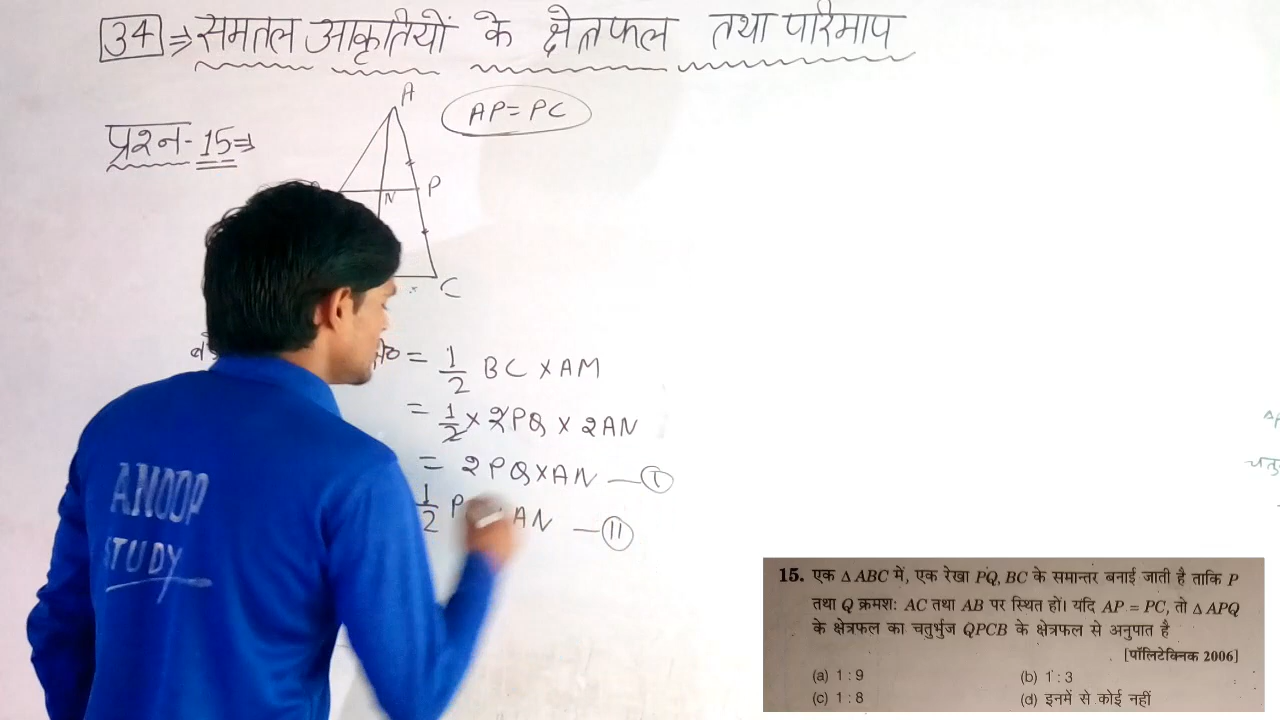 34 ⇒ समतल आकृतियों के क्षेत्रफल तथा परिमाप
प्रश्न-15⇒
A
AP=PC
N
P
C
= 1/2 BC × AM
= 1/2 × 2PQ × 2AN
= 2PQ×AN — I
1/2 P AN — II
ANOOP
STUDY
15. एक Δ ABC में, एक रेखा PQ, BC के समान्तर बनाई जाती है ताकि P
तथा Q क्रमशः AC तथा AB पर स्थित हों। यदि AP = PC, तो Δ APQ
के क्षेत्रफल का चतुर्भुज QPCB के क्षेत्रफल से अनुपात है
[पॉलिटेक्निक 2006]
(a) 1 : 9 (b) 1 : 3
(c) 1 : 8 (d) इनमें से कोई नहीं